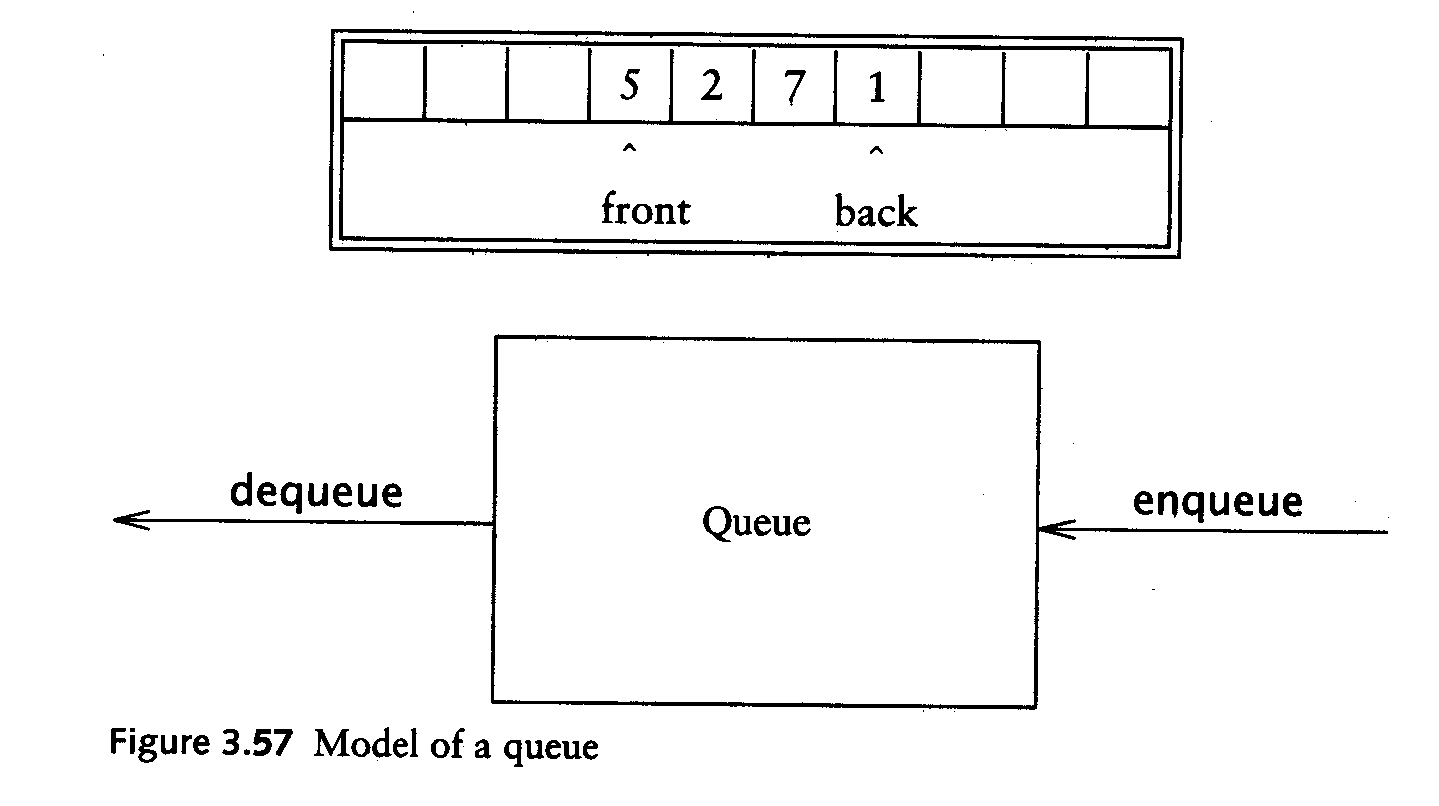 5 2 7 1
^ ^
front back
dequeue Queue enqueue
Figure 3.57 Model of a queue